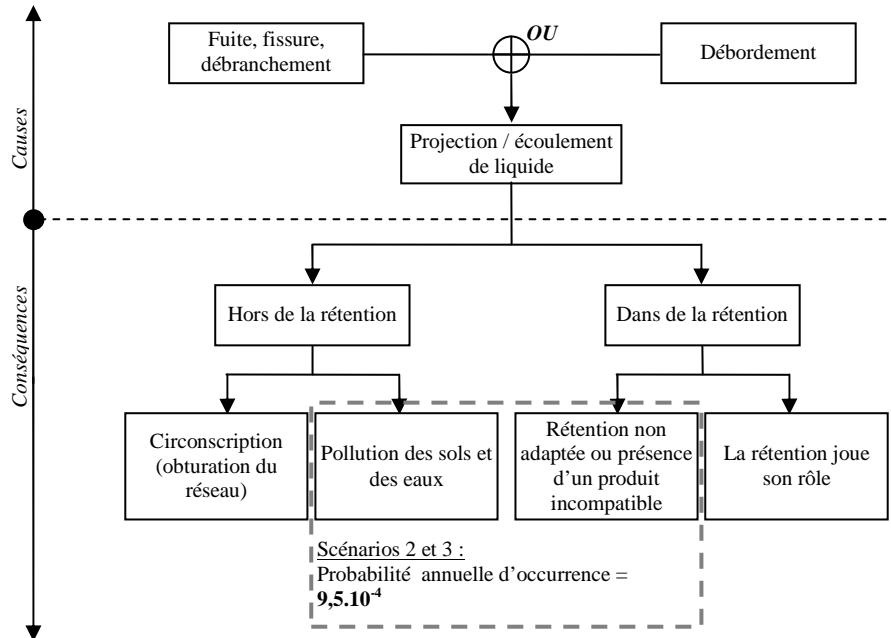 Fuite, fissure,
débranchement
OU
Débordement
Causes
Projection / écoulement
de liquide
Conséquences
Hors de la rétention
Dans de la rétention
Circonscription
(obturation du
réseau)
Pollution des sols et
des eaux
Rétention non
adaptée ou présence
d’un produit
incompatible
La rétention joue
son rôle
Scénarios 2 et 3 :
Probabilité annuelle d’occurrence =
9,5.10⁻⁴